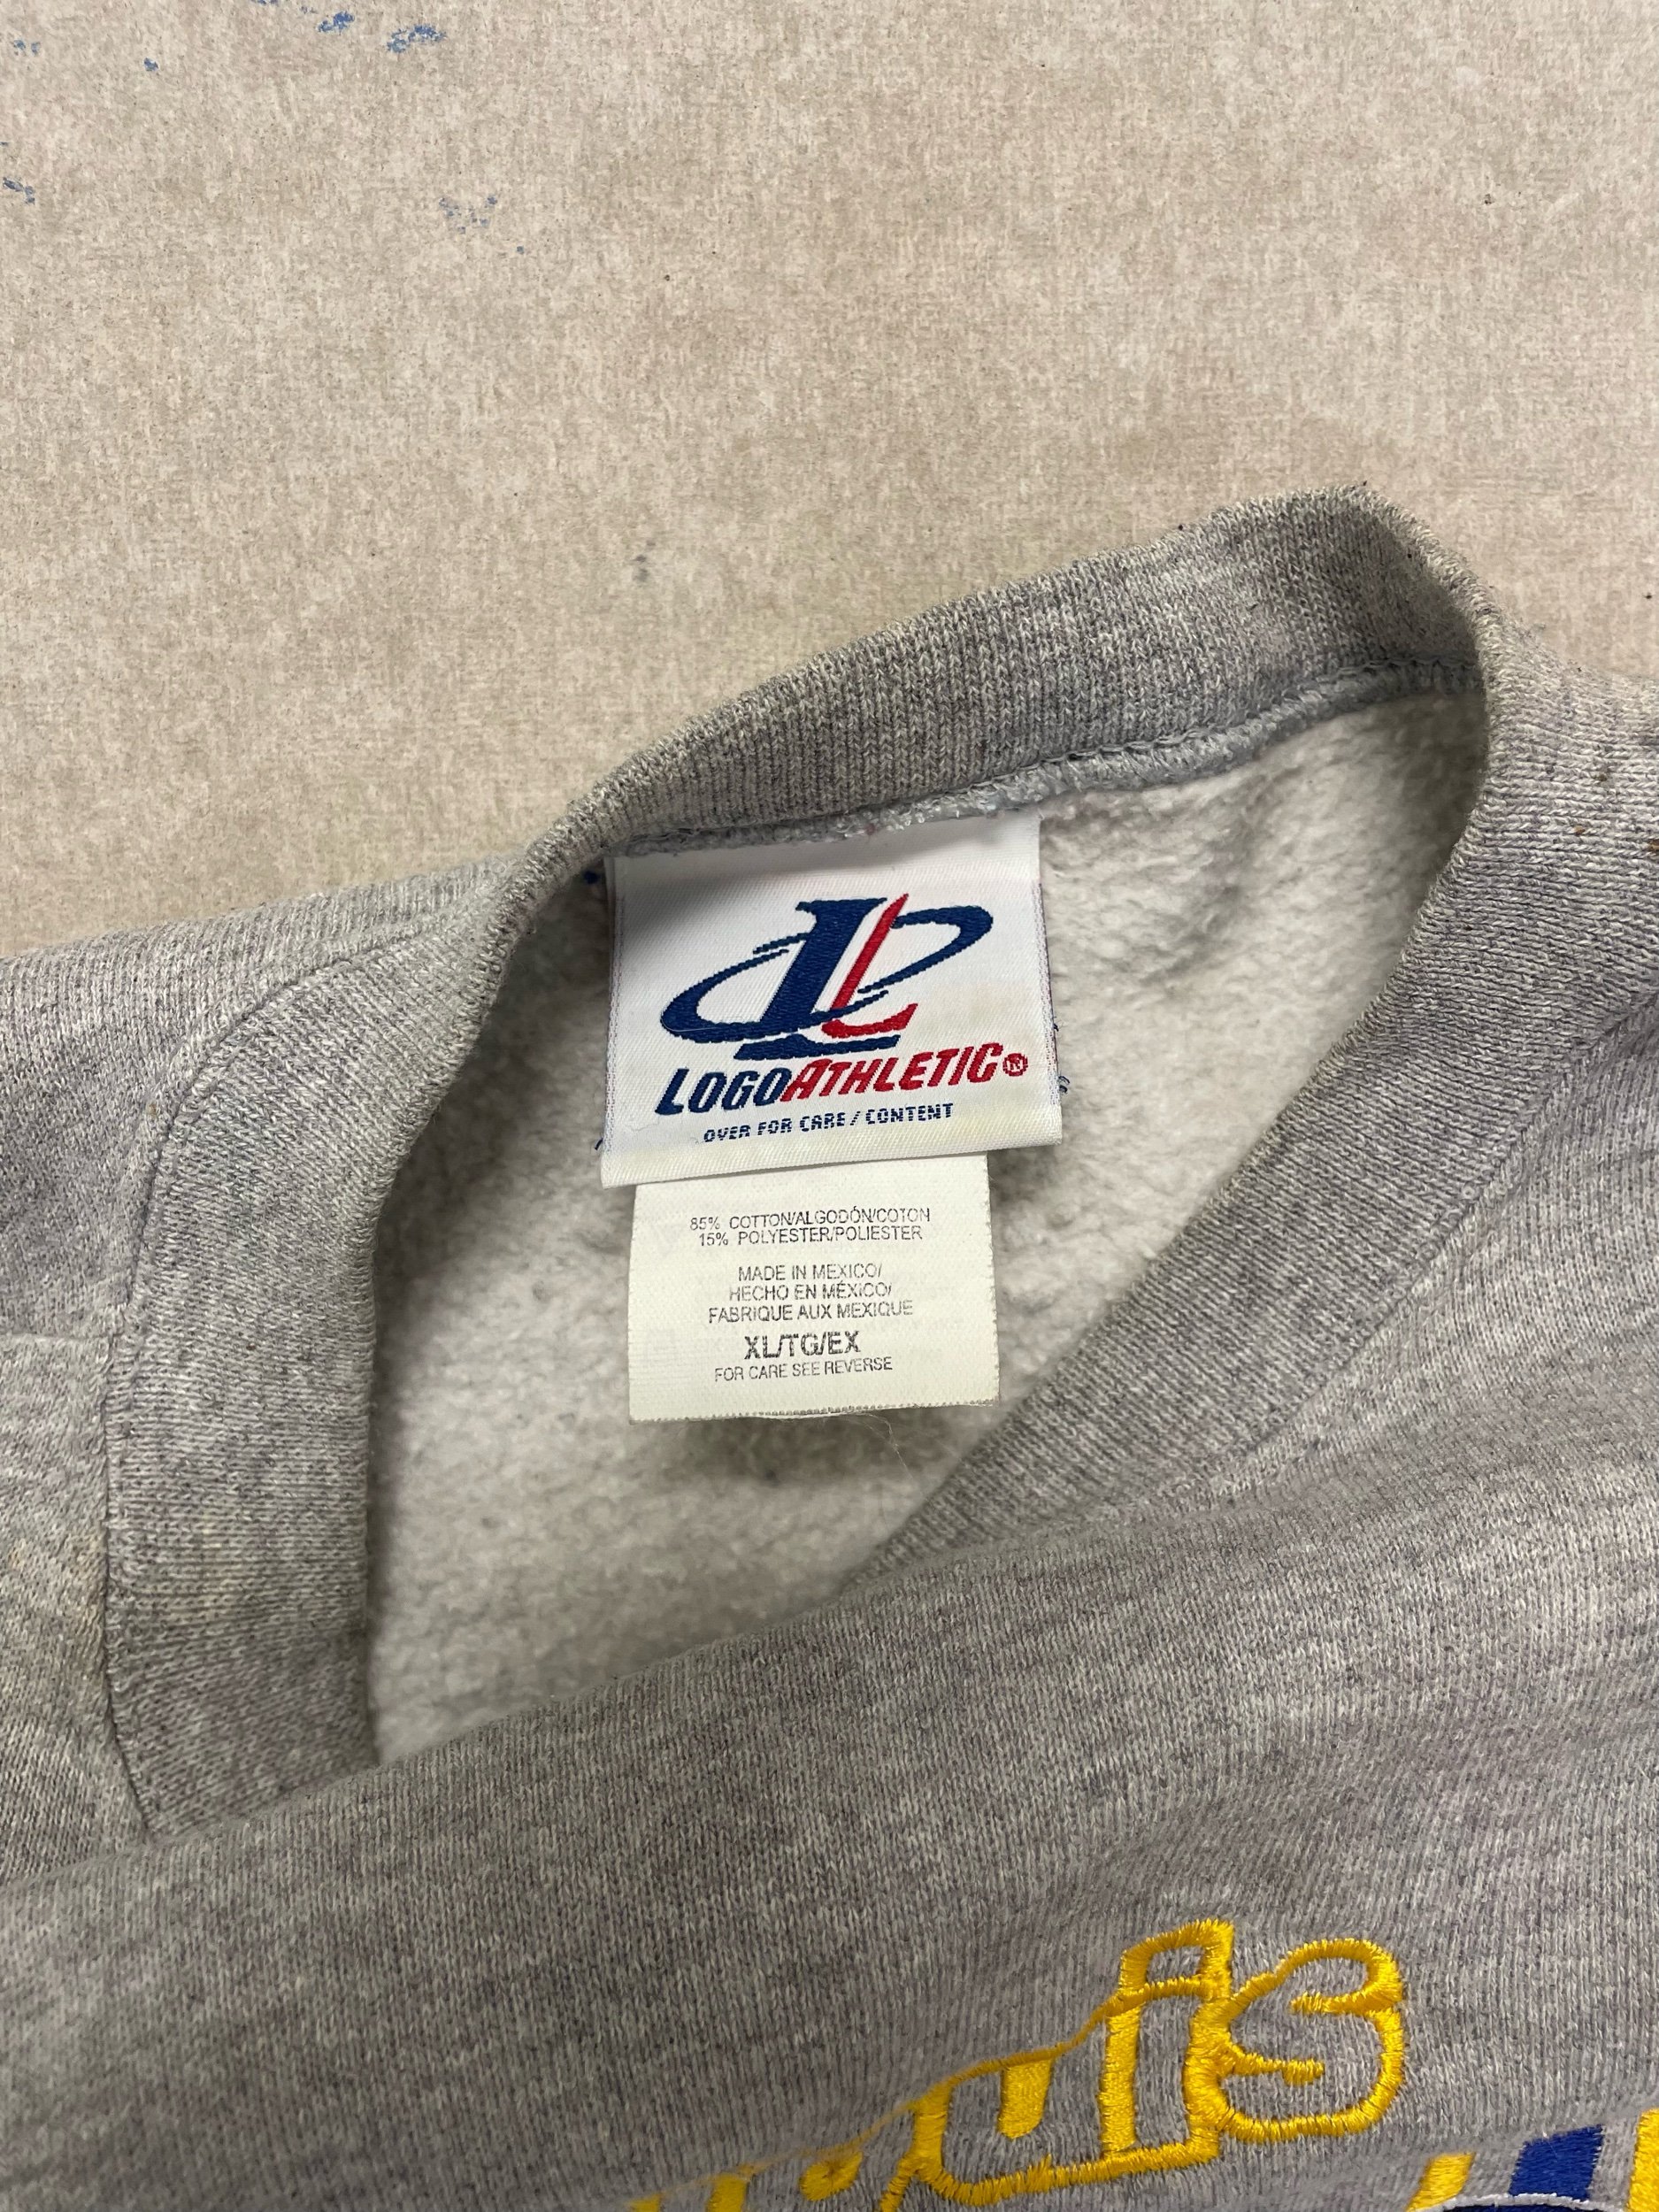 LOGOATHLETIC®
OVER FOR CARE/CONTENT
85% COTTON/ALGODÓN/COTON
15% POLYESTER/POLIESTER
MADE IN MEXICO/
HECHO EN MÉXICO/
FABRIQUE AUX MEXIQUE
XL/TG/EX
FOR CARE SEE REVERSE